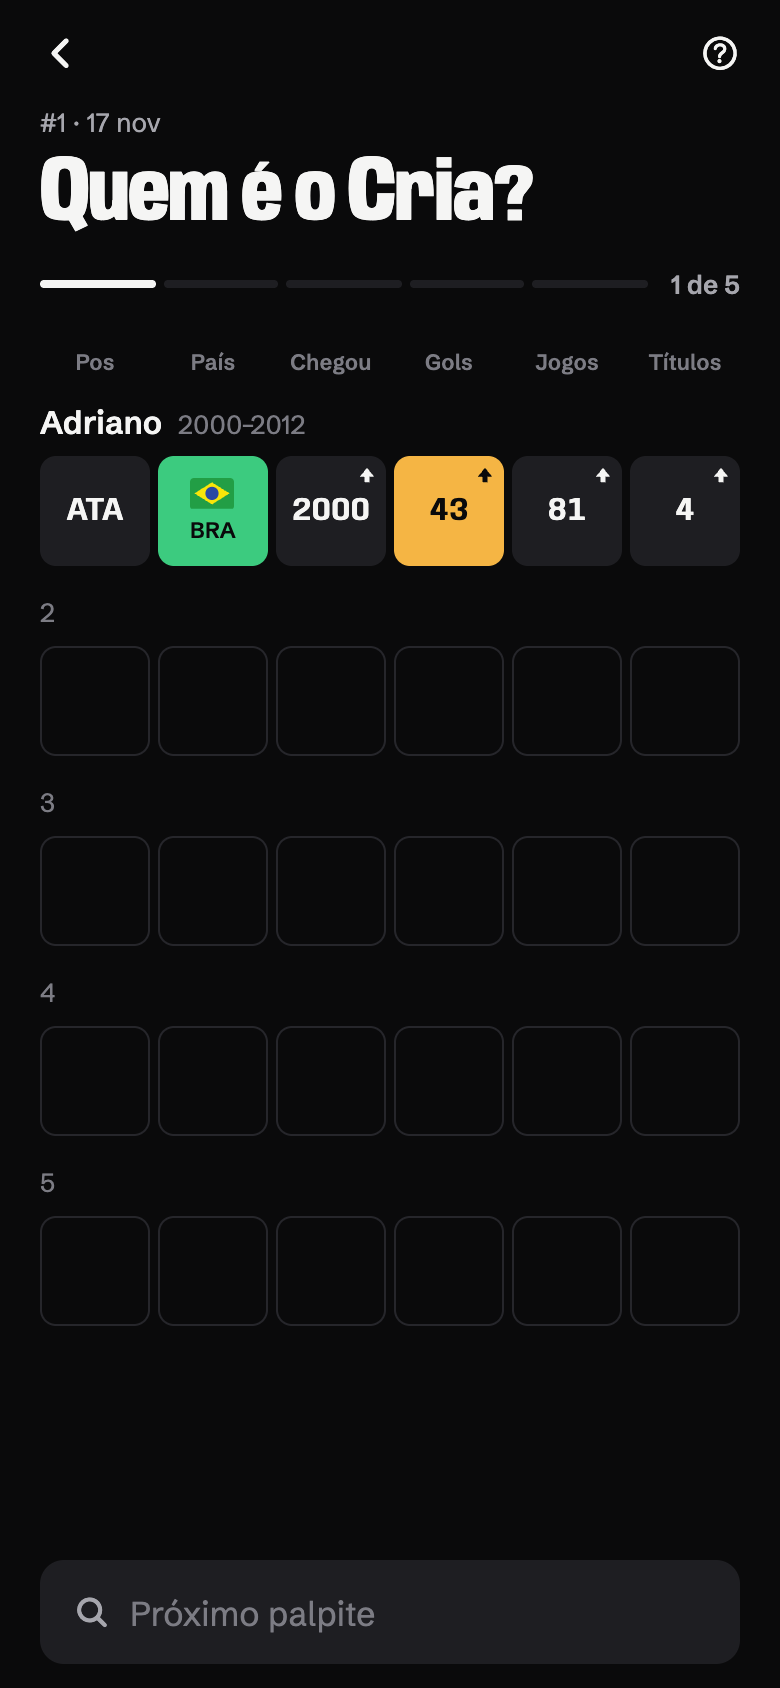 #1 · 17 nov
Quem é o Cria?
1 de 5
Pos País Chegou Gols Jogos Títulos
Adriano 2000–2012
ATA BRA 2000 43 81 4
2
3
4
5
Próximo palpite